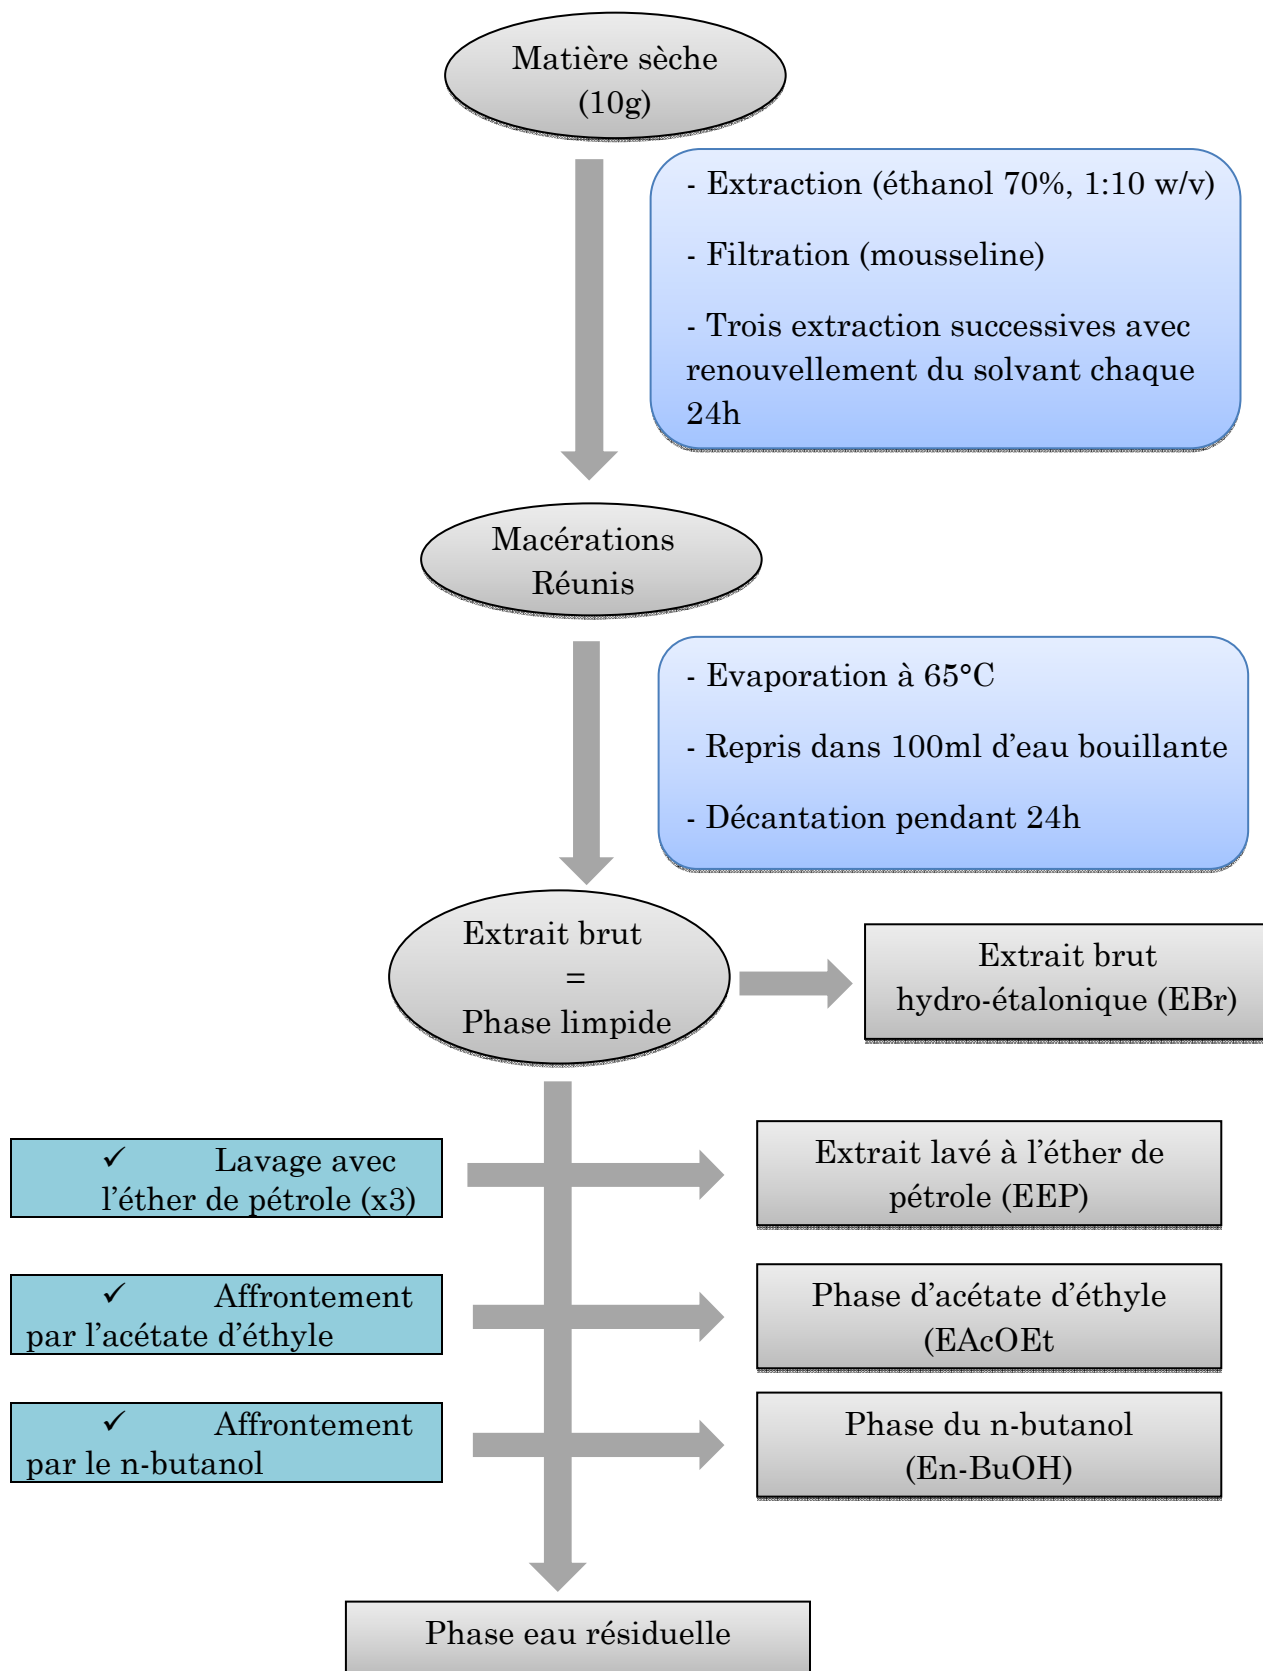 Matière sèche
(10g)
- Extraction (éthanol 70%, 1:10 w/v)
- Filtration (mousseline)
- Trois extraction successives avec
renouvellement du solvant chaque
24h
Macérations
Réunis
- Evaporation à 65°C
- Repris dans 100ml d’eau bouillante
- Décantation pendant 24h
Extrait brut
=
Phase limpide
Extrait brut
hydro-étalonique (EBr)
✓ Lavage avec
l’éther de pétrole (x3)
Extrait lavé à l’éther de
pétrole (EEP)
✓ Affrontement
par l’acétate d’éthyle
Phase d’acétate d’éthyle
(EAcOEt
✓ Affrontement
par le n-butanol
Phase du n-butanol
(En-BuOH)
Phase eau résiduelle